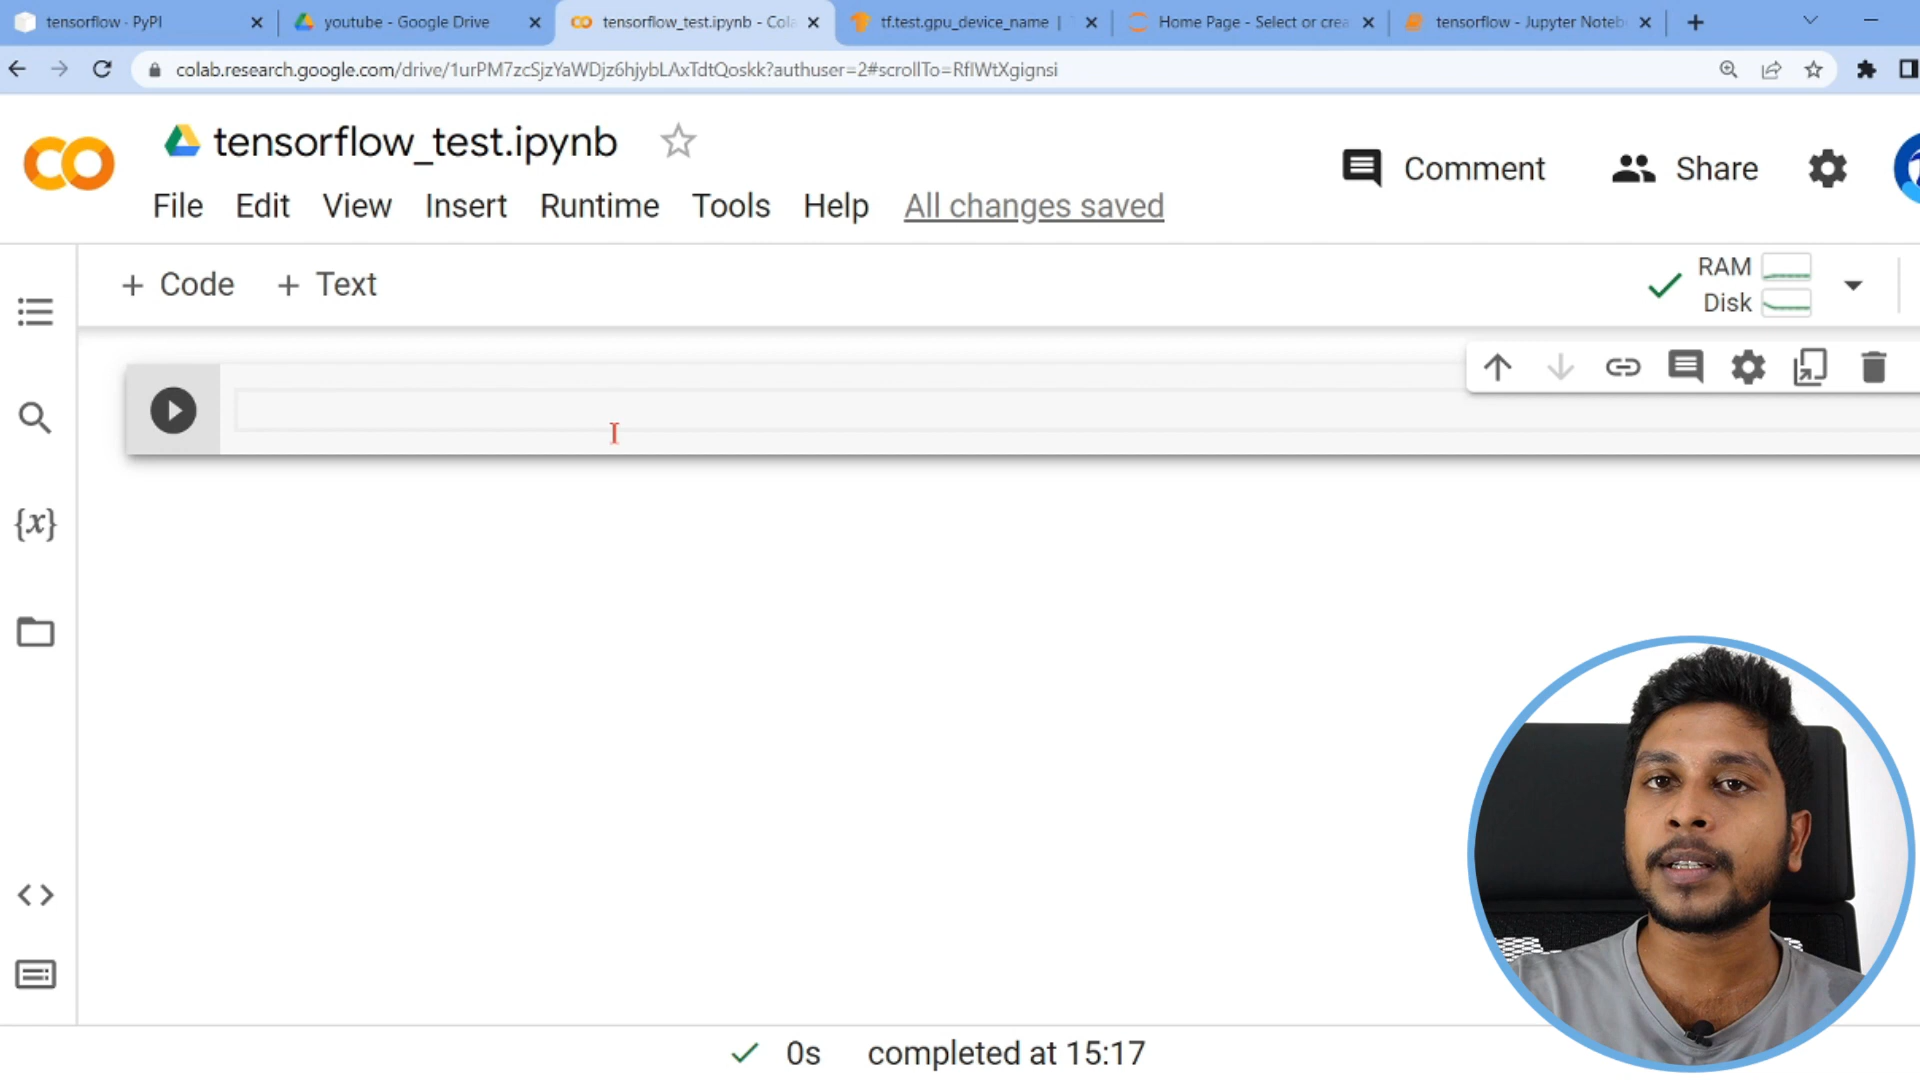 tensorflow · PyPI
youtube - Google Drive
tensorflow_test.ipynb - Cola
tf.test.gpu_device_name |
Home Page - Select or crea
tensorflow - Jupyter Noteb
colab.research.google.com/drive/1urPM7zcSjzYaWDjz6hjybLAxTdtQoskk?authuser=2#scrollTo=RflWtXgignsi
CO
tensorflow_test.ipynb
Comment
Share
File Edit View Insert Runtime Tools Help All changes saved
+ Code + Text
RAM
Disk
{x}
0s completed at 15:17